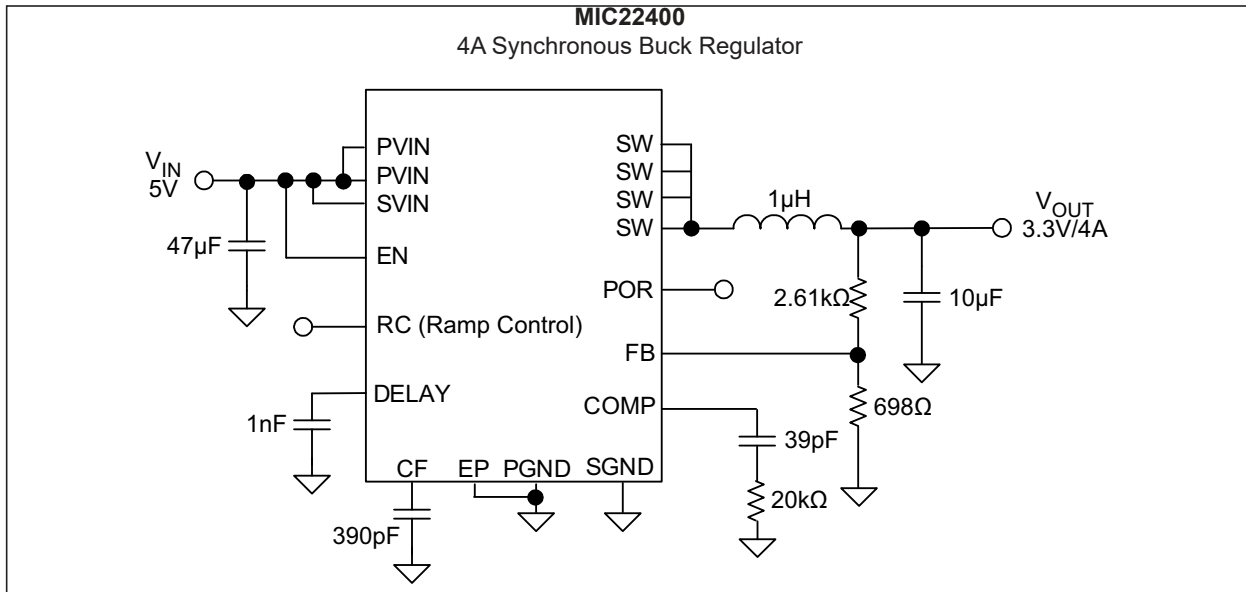 MIC22400
4A Synchronous Buck Regulator
PVIN
PVIN
SVIN
EN
RC (Ramp Control)
DELAY
CF
EP
PGND
SGND
SW
SW
SW
SW
POR
FB
COMP
VIN
5V
47µF
1nF
390pF
1µH
VOUT
3.3V/4A
2.61kΩ
10µF
698Ω
39pF
20kΩ